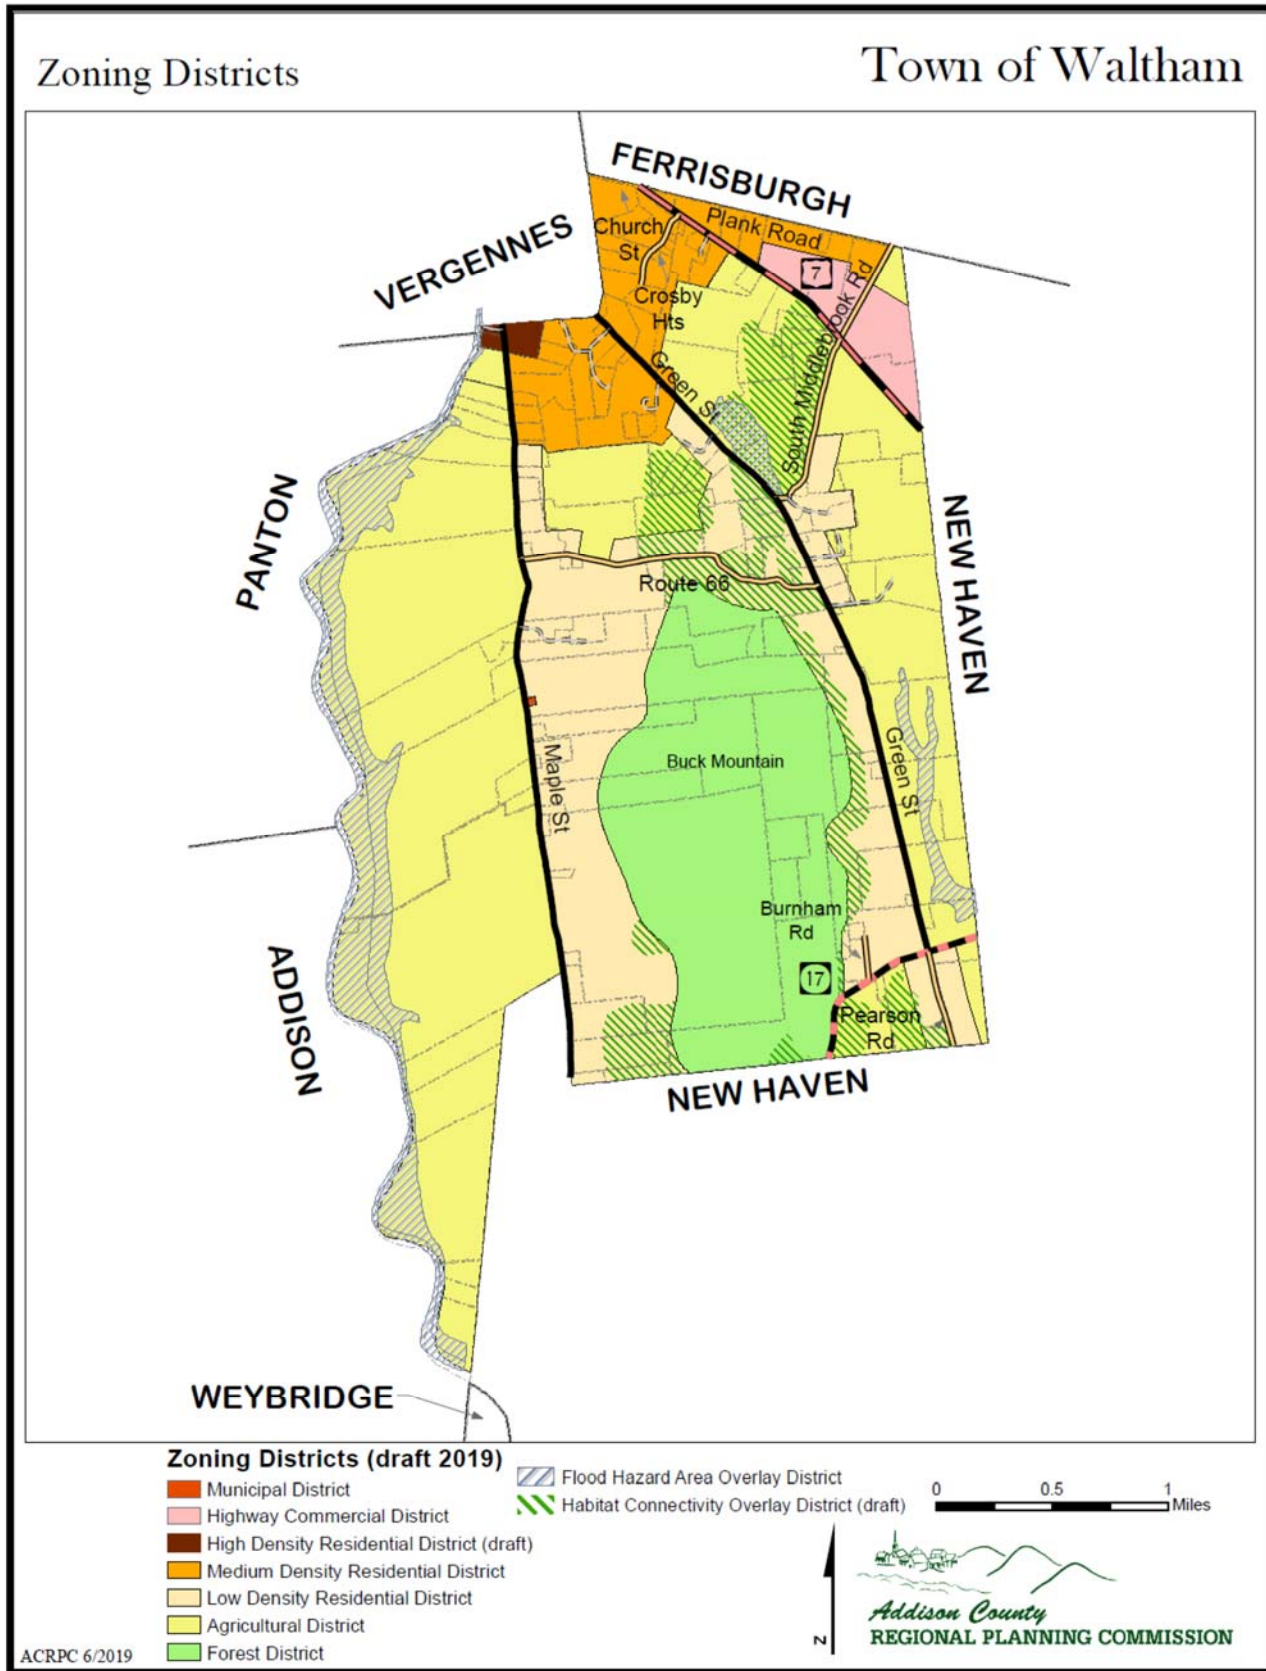 Zoning Districts
Town of Waltham
FERRISBURGH
VERGENNES
Church
St
Plank Road
7
Crosby
Hts
South Middlebrook Rd
Green St
PANTON
NEW HAVEN
Route 66
Buck Mountain
Maple St
Green St
Burnham
Rd
17
ADDISON
Pearson
Rd
NEW HAVEN
WEYBRIDGE
Zoning Districts (draft 2019)
Municipal District
Highway Commercial District
High Density Residential District (draft)
Medium Density Residential District
Low Density Residential District
Agricultural District
Forest District
Flood Hazard Area Overlay District
Habitat Connectivity Overlay District (draft)
0 0.5 1
Miles
N
Addison County
REGIONAL PLANNING COMMISSION
ACRPC 6/2019